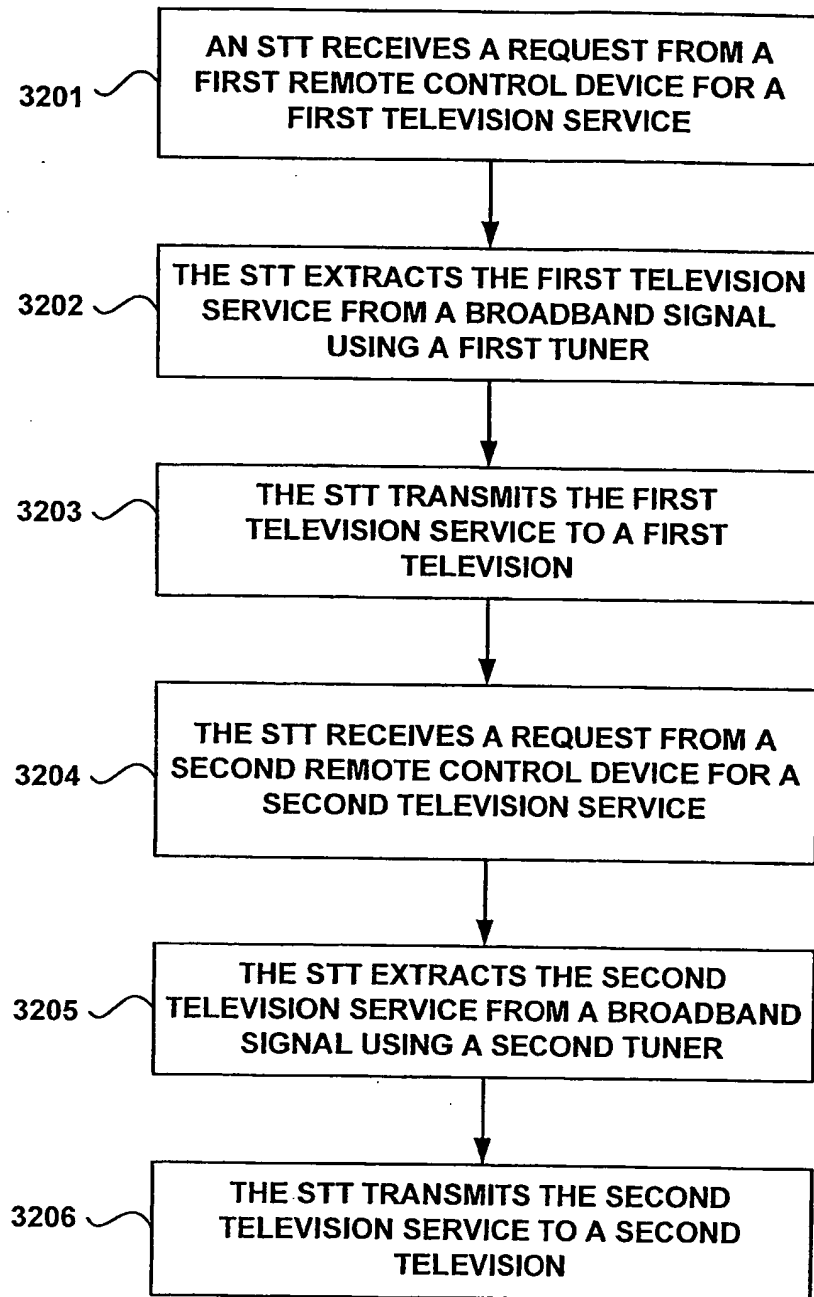 3201
AN STT RECEIVES A REQUEST FROM A
FIRST REMOTE CONTROL DEVICE FOR A
FIRST TELEVISION SERVICE
3202
THE STT EXTRACTS THE FIRST TELEVISION
SERVICE FROM A BROADBAND SIGNAL
USING A FIRST TUNER
3203
THE STT TRANSMITS THE FIRST
TELEVISION SERVICE TO A FIRST
TELEVISION
3204
THE STT RECEIVES A REQUEST FROM A
SECOND REMOTE CONTROL DEVICE FOR A
SECOND TELEVISION SERVICE
3205
THE STT EXTRACTS THE SECOND
TELEVISION SERVICE FROM A BROADBAND
SIGNAL USING A SECOND TUNER
3206
THE STT TRANSMITS THE SECOND
TELEVISION SERVICE TO A SECOND
TELEVISION